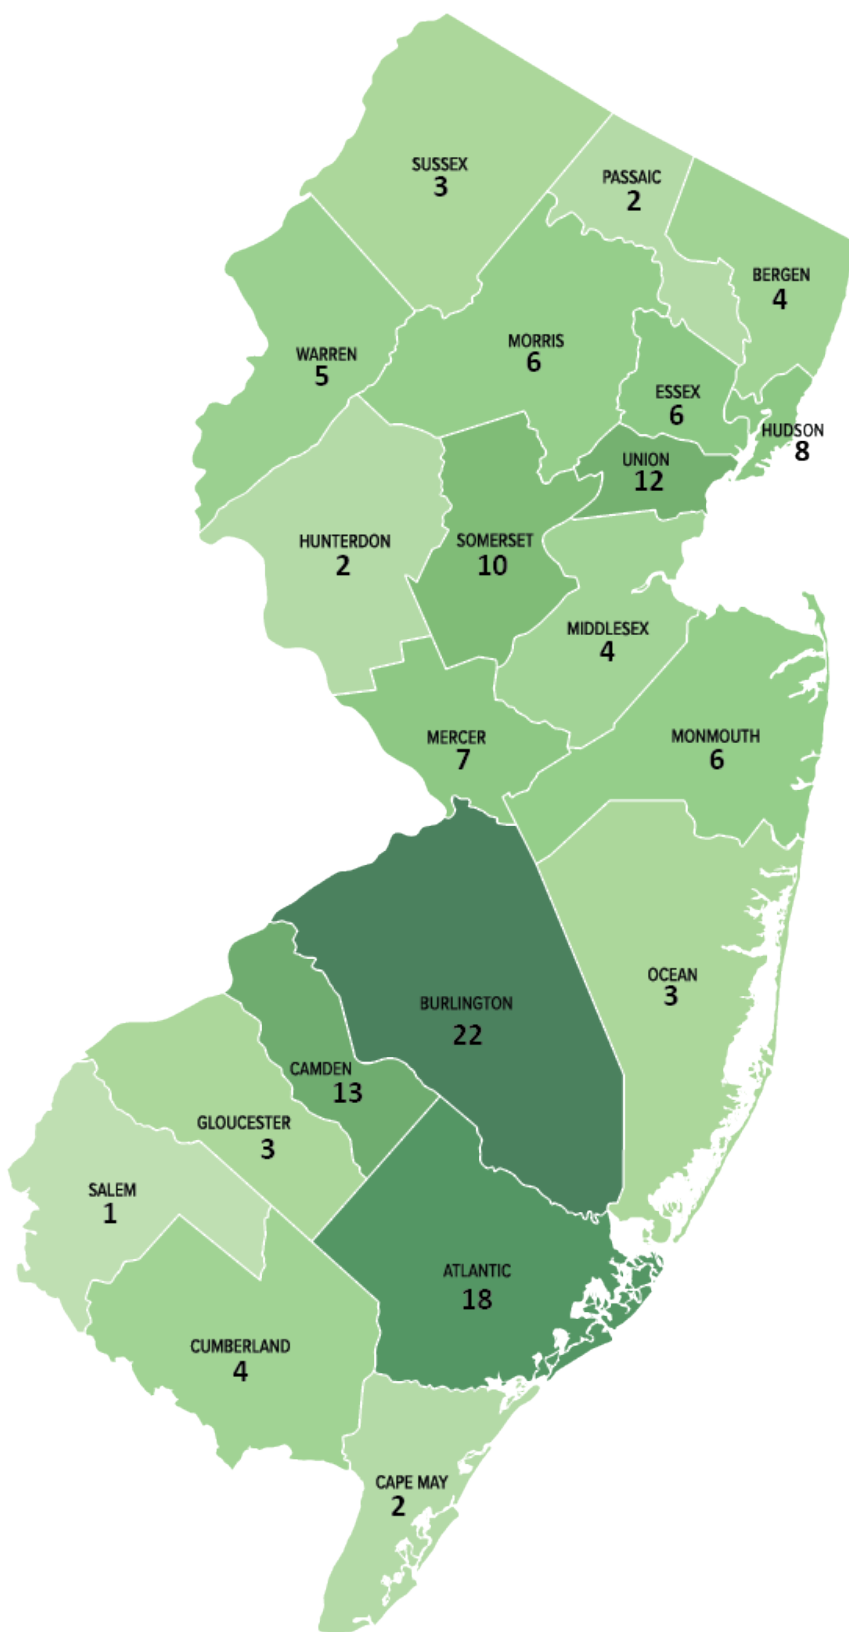 SUSSEX
3
PASSAIC
2
BERGEN
4
WARREN
5
MORRIS
6
ESSEX
6
HUDSON
8
UNION
12
HUNTERDON
2
SOMERSET
10
MIDDLESEX
4
MERCER
7
MONMOUTH
6
OCEAN
3
BURLINGTON
22
CAMDEN
13
GLOUCESTER
3
SALEM
1
ATLANTIC
18
CUMBERLAND
4
CAPE MAY
2